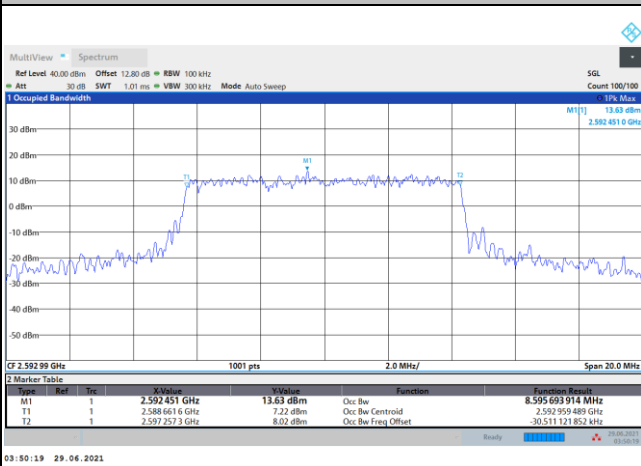 MultiView Spectrum
Ref Level 40.00 dBm Offset 12.80 dB RBW 100 kHz SGL
Att 30 dB SWT 1.01 ms VBW 300 kHz Mode Auto Sweep Count 100/100
1 Occupied Bandwidth 1Pk Max
M1[1] 13.63 dBm
2.592 451 0 GHz
30 dBm
20 dBm
M1
T1 T2
10 dBm
0 dBm
-10 dBm
-20 dBm
-30 dBm
-40 dBm
-50 dBm
CF 2.592 99 GHz 1001 pts 2.0 MHz/ Span 20.0 MHz
2 Marker Table
Type Ref Trc X-Value Y-Value Function Function Result
M1 1 2.592 451 GHz 13.63 dBm Occ Bw 8.595 693 914 MHz
T1 1 2.588 661 6 GHz 7.22 dBm Occ Bw Centroid 2.592 959 489 GHz
T2 1 2.597 257 3 GHz 8.02 dBm Occ Bw Freq Offset -30.511 121 852 kHz
Ready 29.06.2021
03:50:19
03:50:19 29.06.2021